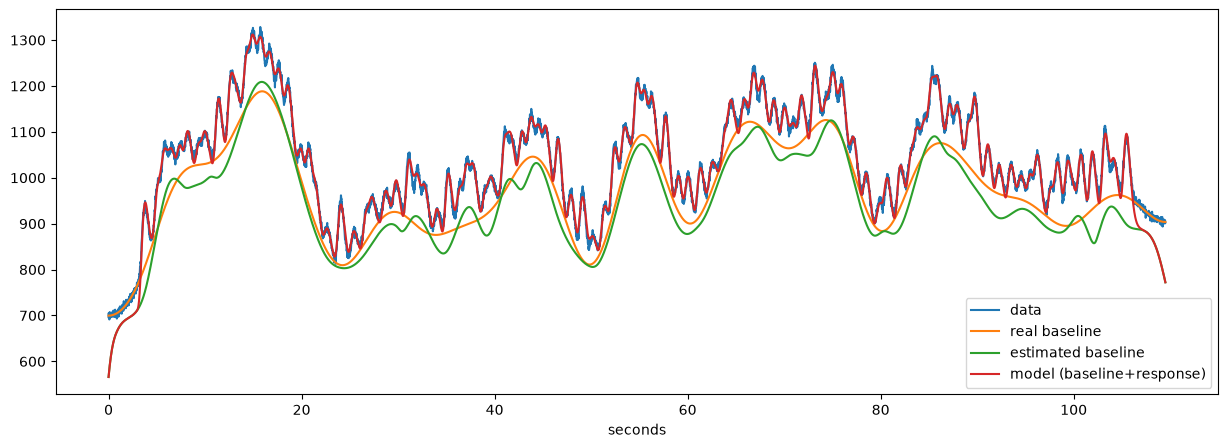 1300
1200
1100
1000
900
800
700
600
data
real baseline
estimated baseline
model (baseline+response)
0 20 40 60 80 100
seconds